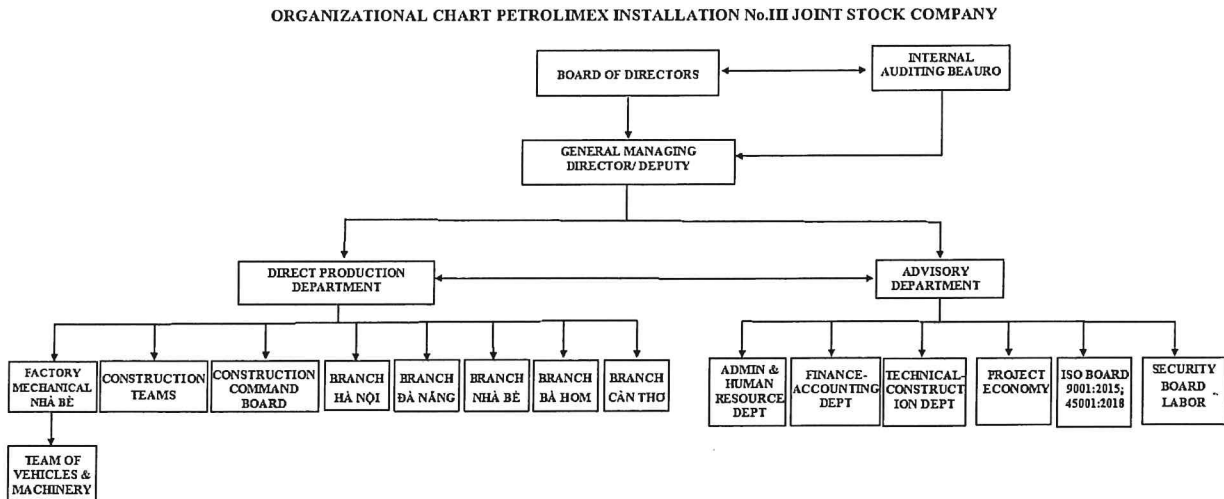 ORGANIZATIONAL CHART PETROLIMEX INSTALLATION No.III JOINT STOCK COMPANY
BOARD OF DIRECTORS
INTERNAL
AUDITING BEAURO
GENERAL MANAGING
DIRECTOR/ DEPUTY
DIRECT PRODUCTION
DEPARTMENT
ADVISORY
DEPARTMENT
FACTORY
MECHANICAL
NHÀ BÈ
CONSTRUCTION
TEAMS
CONSTRUCTION
COMMAND
BOARD
BRANCH
HÀ NỘI
BRANCH
ĐÀ NẴNG
BRANCH
NHÀ BÈ
BRANCH
BÀ HOM
BRANCH
CẦN THƠ
ADMIN &
HUMAN
RESOURCE
DEPT
FINANCE-
ACCOUNTING
DEPT
TECHNICAL-
CONSTRUCT
ION DEPT
PROJECT
ECONOMY
ISO BOARD
9001:2015;
45001:2018
SECURITY
BOARD
LABOR
TEAM OF
VEHICLES &
MACHINERY